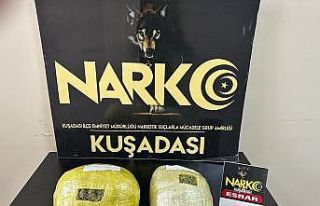 NARKO
KUŞADASI İLÇE EMNİYET MÜDÜRLÜĞÜ NARKOTİK SUÇLARLA MÜCADELE GRUP AMİRLİĞİ
KUŞADASI
NARKO
ESRAR